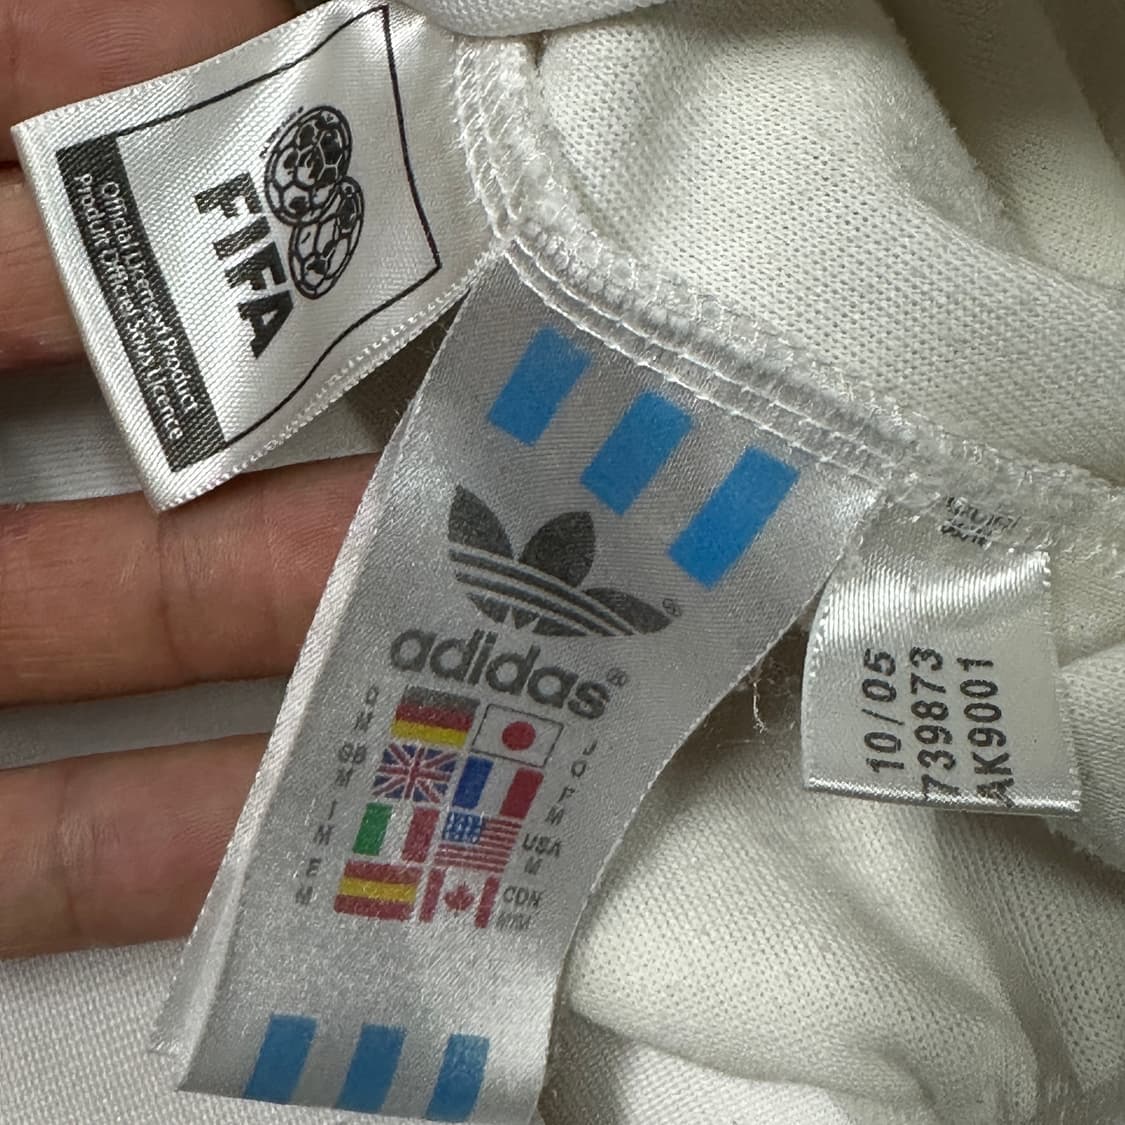 FIFA
Official Licensed Product
Produit Officiel Sous Licence
adidas®
D
M
GB
M
I
M
E
M
J
O
F
M
USA
M
CDN
M/M
10/05
739873
AK9001